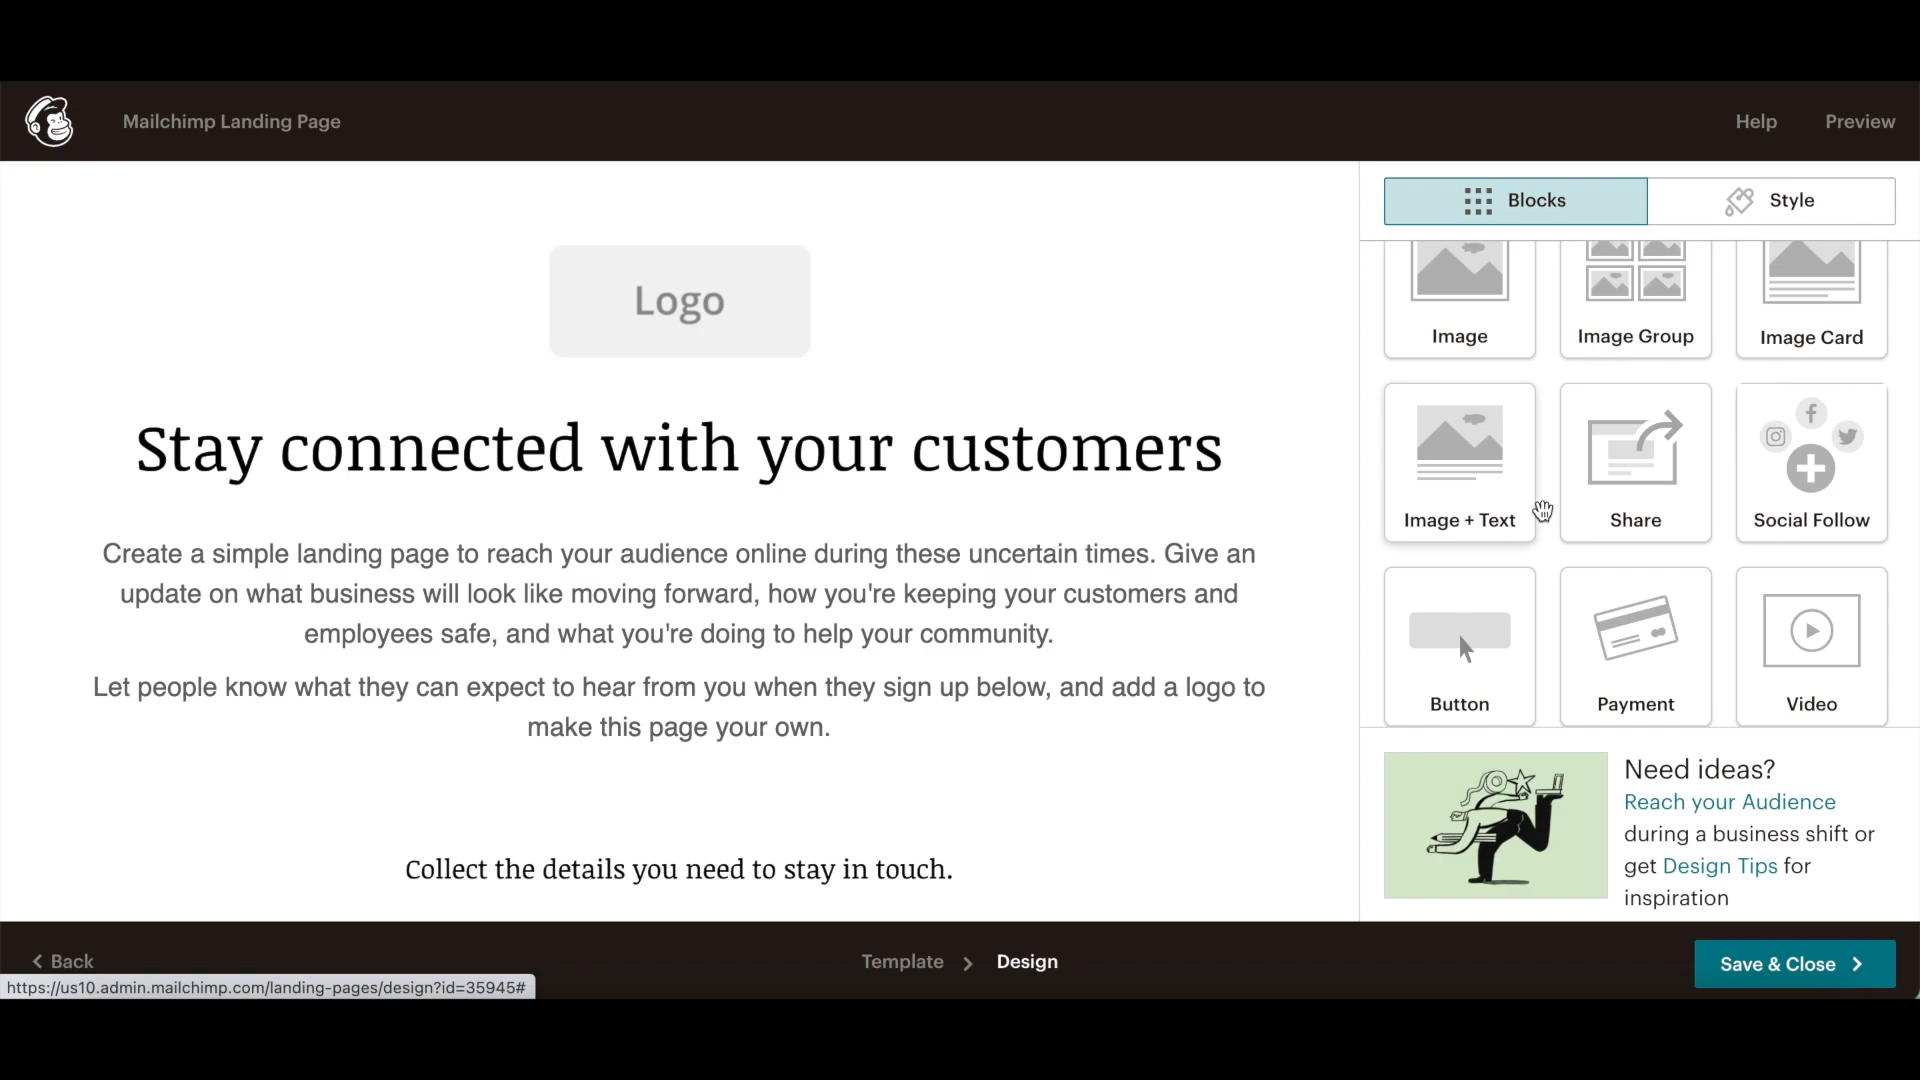 Mailchimp Landing Page
Help
Preview
Blocks
Style
Logo
Stay connected with your customers
Create a simple landing page to reach your audience online during these uncertain times. Give an
update on what business will look like moving forward, how you're keeping your customers and
employees safe, and what you're doing to help your community.
Let people know what they can expect to hear from you when they sign up below, and add a logo to
make this page your own.
Collect the details you need to stay in touch.
Image
Image Group
Image Card
Image + Text
Share
Social Follow
Button
Payment
Video
Need ideas?
Reach your Audience
during a business shift or
get Design Tips for
inspiration
Back
Template
Design
Save & Close
https://us10.admin.mailchimp.com/landing-pages/design?id=35945#